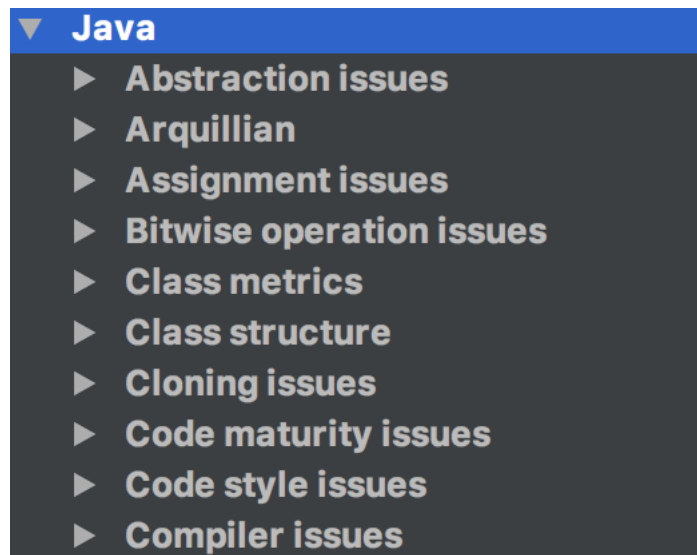 Java
Abstraction issues
Arquillian
Assignment issues
Bitwise operation issues
Class metrics
Class structure
Cloning issues
Code maturity issues
Code style issues
Compiler issues